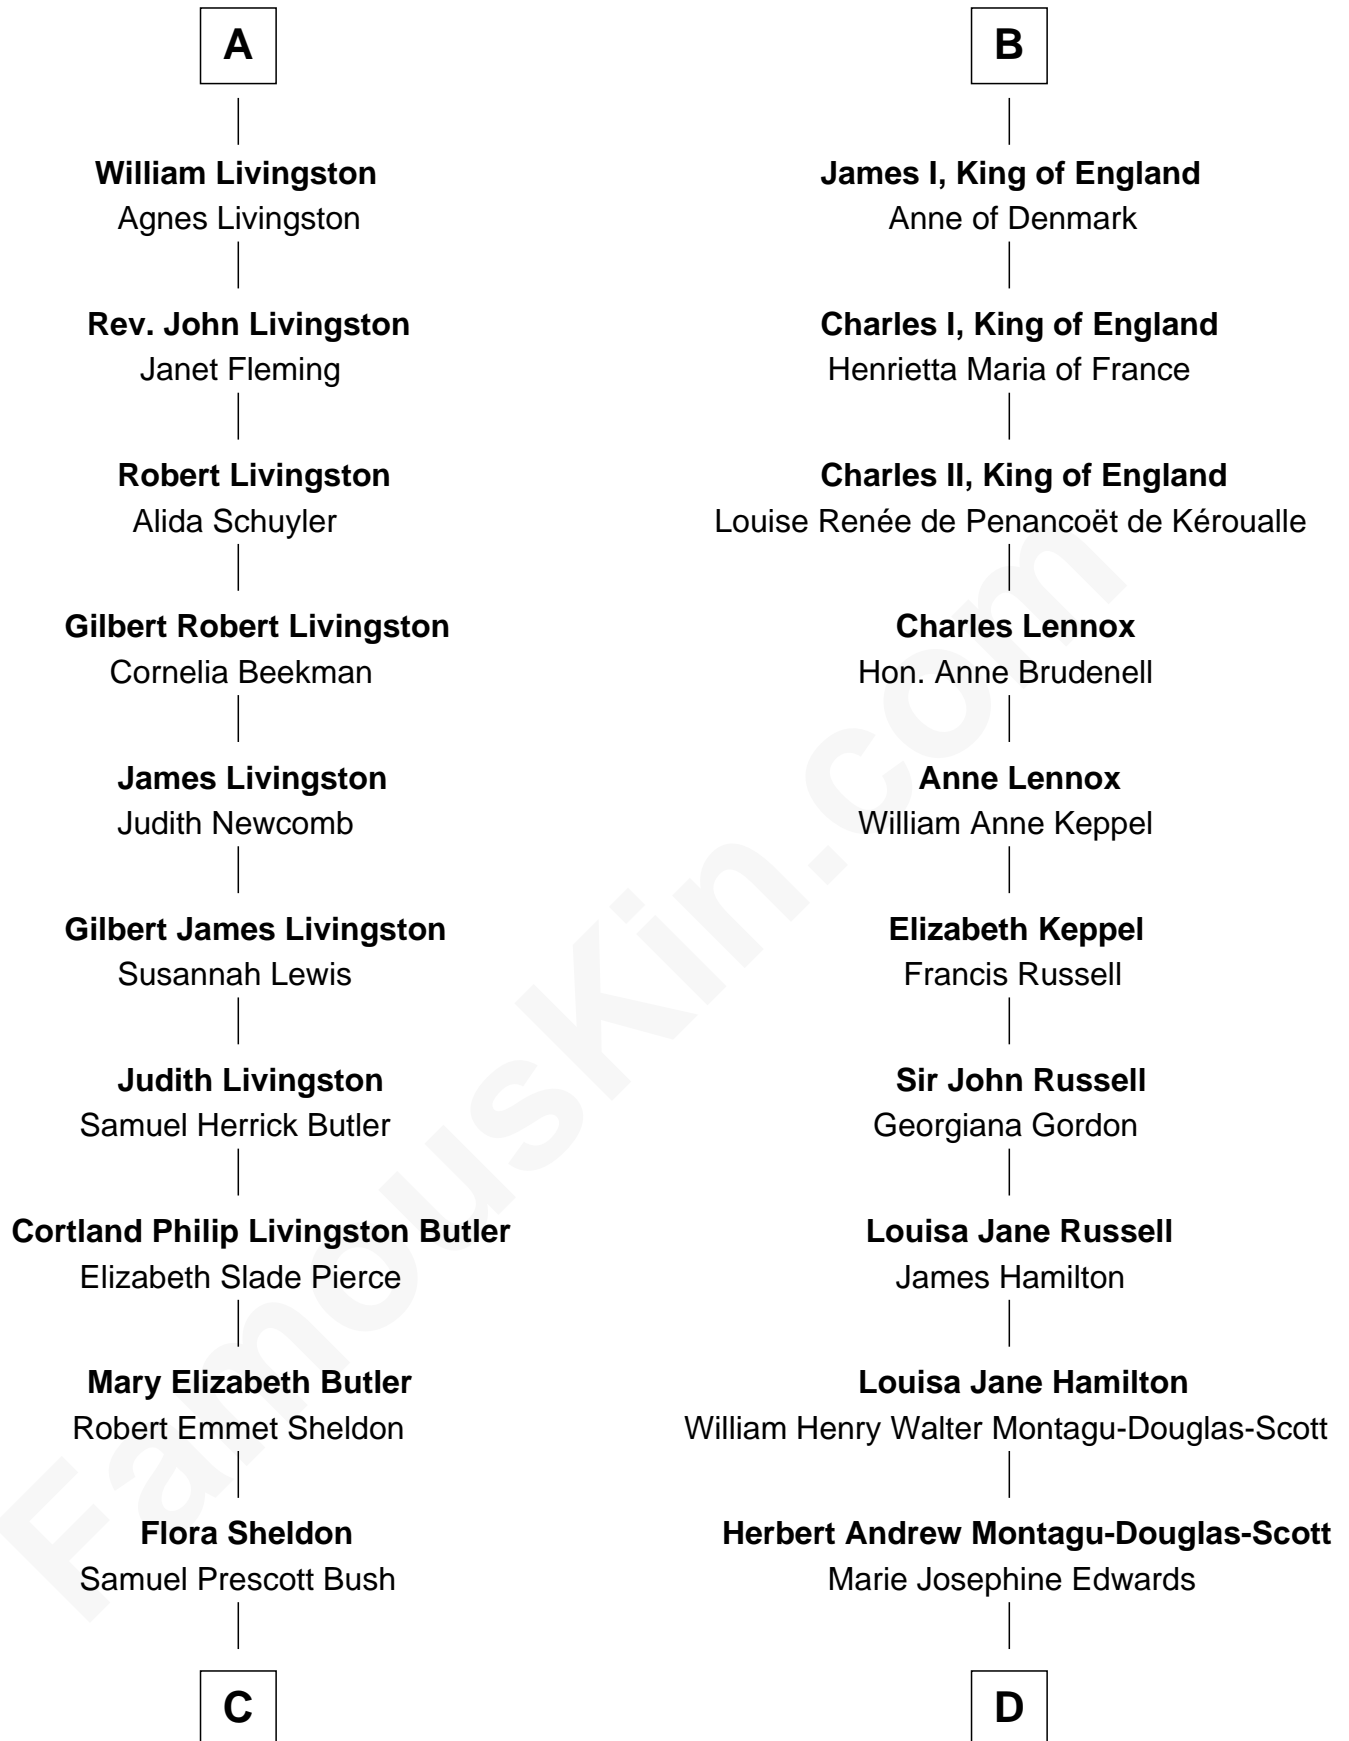 A
William Livingston
Agnes Livingston
Rev. John Livingston
Janet Fleming
Robert Livingston
Alida Schuyler
Gilbert Robert Livingston
Cornelia Beekman
James Livingston
Judith Newcomb
Gilbert James Livingston
Susannah Lewis
Judith Livingston
Samuel Herrick Butler
Cortland Philip Livingston Butler
Elizabeth Slade Pierce
Mary Elizabeth Butler
Robert Emmet Sheldon
Flora Sheldon
Samuel Prescott Bush
C
B
James I, King of England
Anne of Denmark
Charles I, King of England
Henrietta Maria of France
Charles II, King of England
Louise Renée de Penancoët de Kéroualle
Charles Lennox
Hon. Anne Brudenell
Anne Lennox
William Anne Keppel
Elizabeth Keppel
Francis Russell
Sir John Russell
Georgiana Gordon
Louisa Jane Russell
James Hamilton
Louisa Jane Hamilton
William Henry Walter Montagu-Douglas-Scott
Herbert Andrew Montagu-Douglas-Scott
Marie Josephine Edwards
D
FamousKin.com